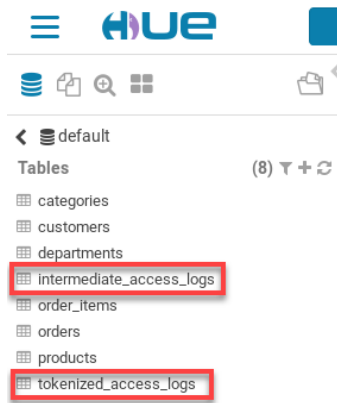 HUE
default
Tables (8)
categories
customers
departments
intermediate_access_logs
order_items
orders
products
tokenized_access_logs